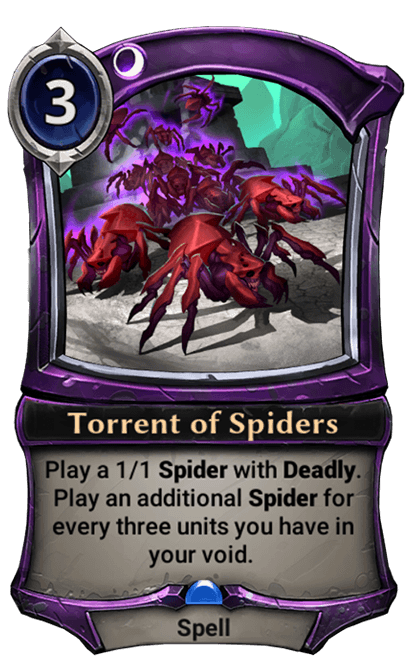 3
Torrent of Spiders
Play a 1/1 Spider with Deadly.
Play an additional Spider for
every three units you have in
your void.
Spell